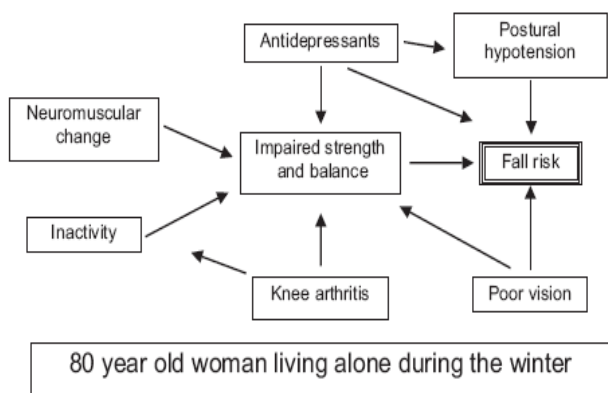 Antidepressants
Postural
hypotension
Neuromuscular
change
Impaired strength
and balance
Fall risk
Inactivity
Knee arthritis
Poor vision
80 year old woman living alone during the winter